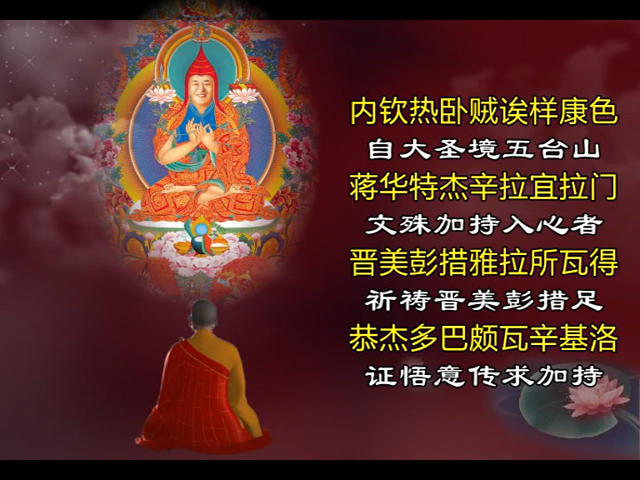 内钦热卧贼诶样康色
自大圣境五台山
蒋华特杰辛拉宜拉门
文殊加持入心者
晋美彭措雅拉所瓦得
祈祷晋美彭措足
恭杰多巴颇瓦辛基洛
证悟意传求加持